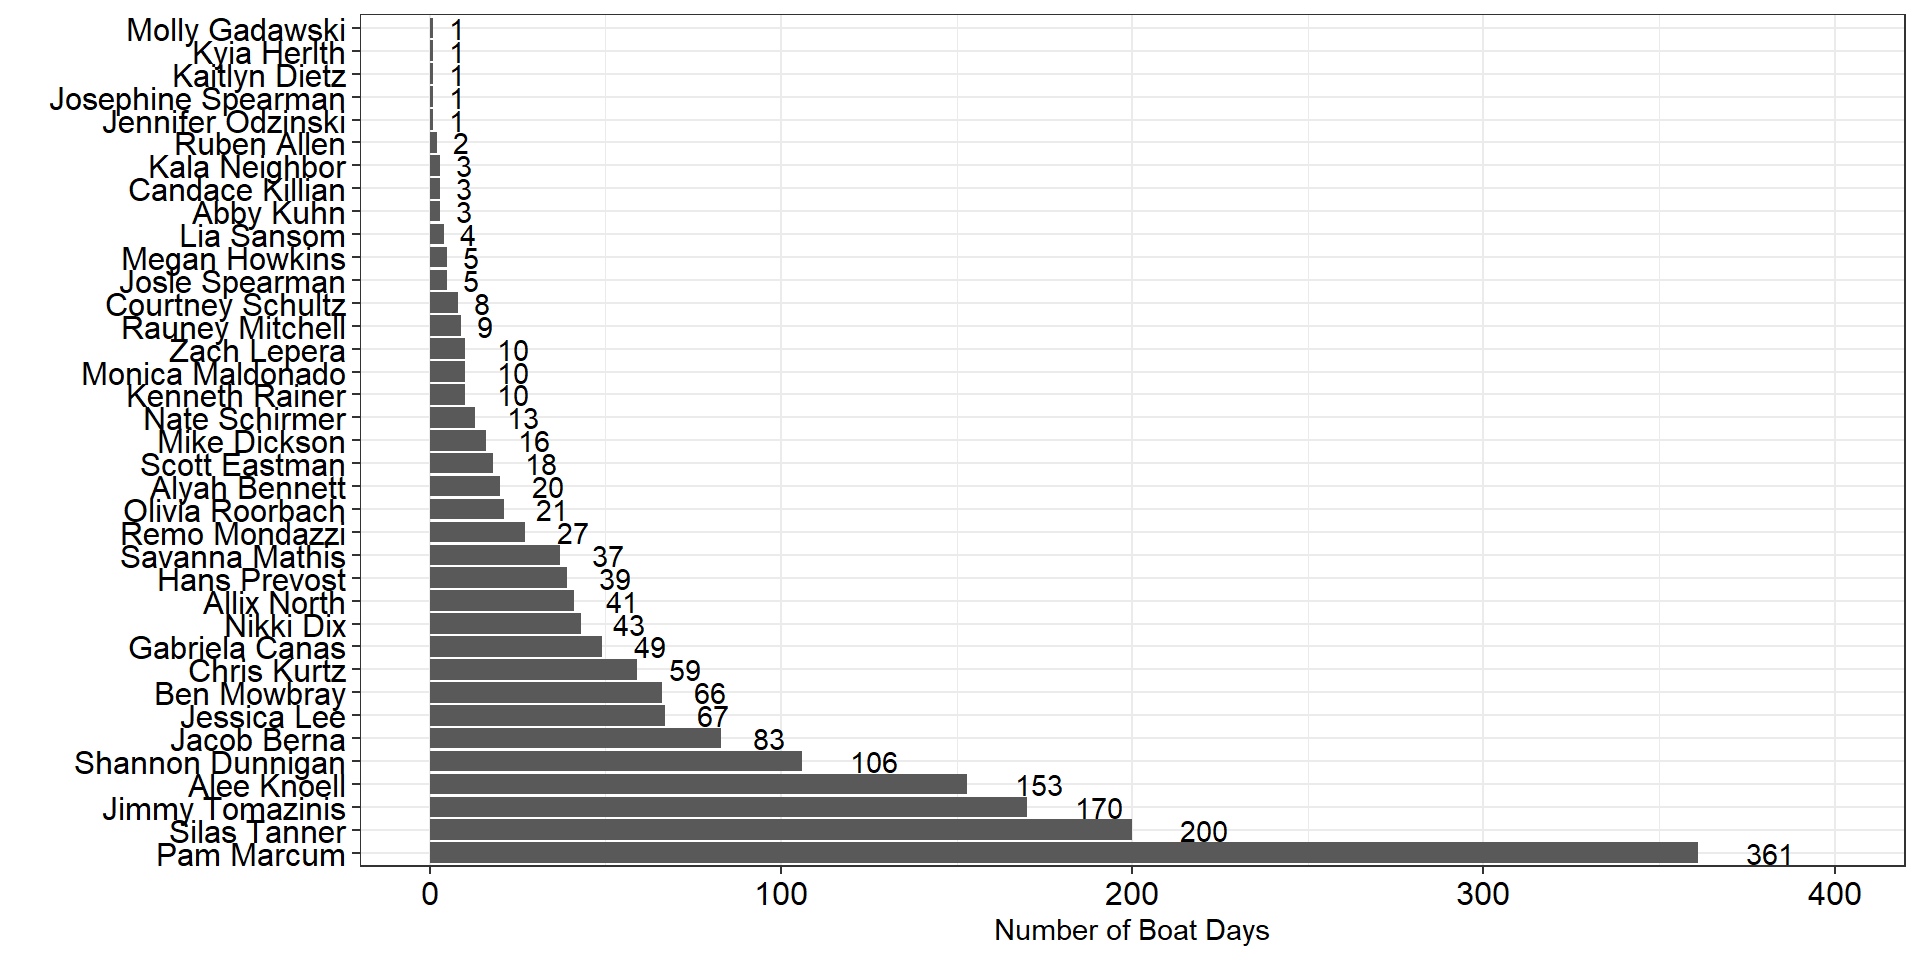 Molly Gadawski 1
Kyia Herlth 1
Kaitlyn Dietz 1
Josephine Spearman 1
Jennifer Odzinski 1
Ruben Allen 2
Kala Neighbor 3
Candace Killian 3
Abby Kuhn 3
Lia Sansom 4
Megan Howkins 5
Josie Spearman 5
Courtney Schultz 8
Rauney Mitchell 9
Zach Lepera 10
Monica Maldonado 10
Kenneth Rainer 10
Nate Schirmer 13
Mike Dickson 16
Scott Eastman 18
Alyah Bennett 20
Olivia Roorbach 21
Remo Mondazzi 27
Savanna Mathis 37
Hans Prevost 39
Allix North 41
Nikki Dix 43
Gabriela Canas 49
Chris Kurtz 59
Ben Mowbray 66
Jessica Lee 67
Jacob Berna 83
Shannon Dunnigan 106
Alee Knoell 153
Jimmy Tomazinis 170
Silas Tanner 200
Pam Marcum 361
0 100 200 300 400
Number of Boat Days